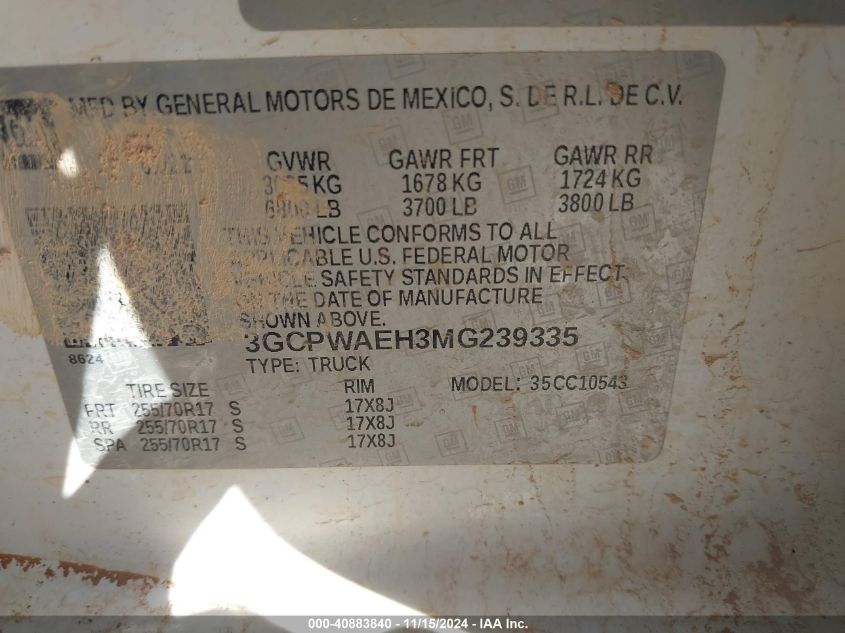 MFD BY GENERAL MOTORS DE MEXICO, S. DE R.L. DE C.V.
GVWR GAWR FRT GAWR RR
KG 1678 KG 1724 KG
LB 3700 LB 3800 LB
THIS VEHICLE CONFORMS TO ALL
APPLICABLE U.S. FEDERAL MOTOR
VEHICLE SAFETY STANDARDS IN EFFECT
ON THE DATE OF MANUFACTURE
SHOWN ABOVE.
3GCPWAEH3MG239335
8624
TYPE: TRUCK
TIRE SIZE RIM MODEL: 35CC10543
FRT 255/70R17 S 17X8J
RR 255/70R17 S 17X8J
SPA 255/70R17 S 17X8J
000-40883840 - 11/15/2024 - IAA Inc.